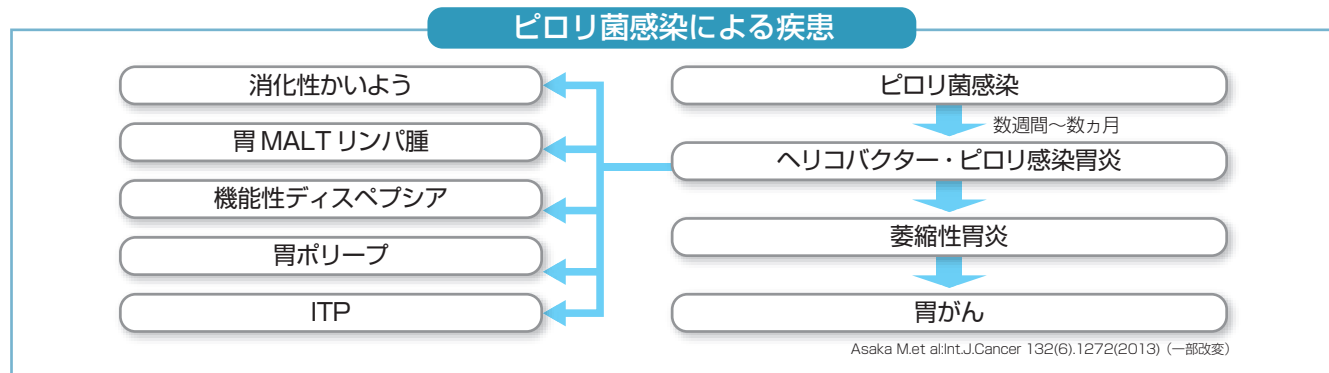 ピロリ菌感染による疾患
消化性かいよう
胃MALTリンパ腫
機能性ディスペプシア
胃ポリープ
ITP
ピロリ菌感染
数週間～数ヵ月
ヘリコバクター・ピロリ感染胃炎
萎縮性胃炎
胃がん
Asaka M.et al:Int.J.Cancer 132(6).1272(2013)（一部改変）